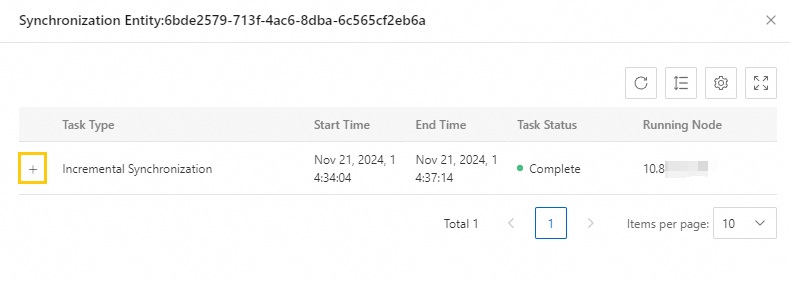 Synchronization Entity:6bde2579-713f-4ac6-8dba-6c565cf2eb6a
Task Type Start Time End Time Task Status Running Node
Incremental Synchronization Nov 21, 2024, 1 Nov 21, 2024, 1 Complete 10.8
4:34:04 4:37:14
Total 1 1 Items per page: 10